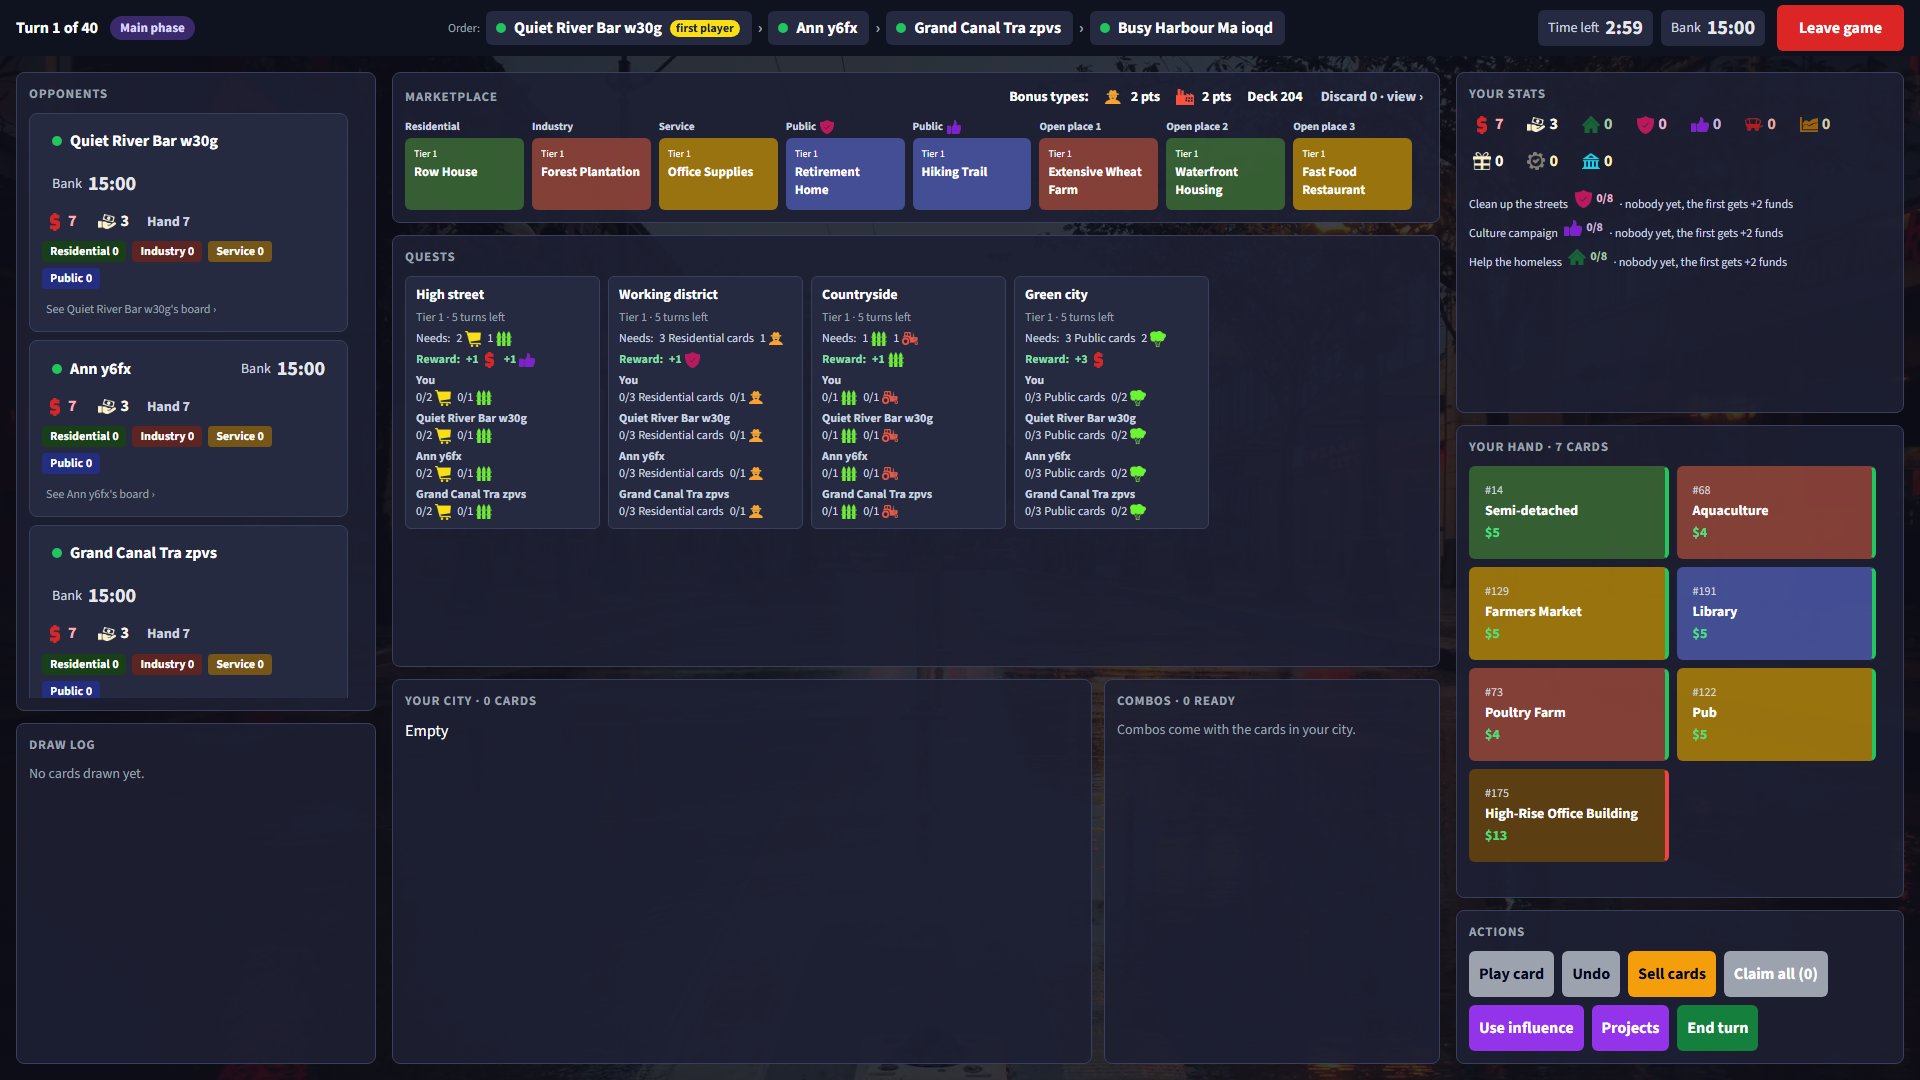 Turn 1 of 40 Main phase
Order: Quiet River Bar w30g first player › Ann y6fx › Grand Canal Tra zpvs › Busy Harbour Ma ioqd
Time left 2:59 Bank 15:00 Leave game
OPPONENTS
Quiet River Bar w30g
Bank 15:00
7 3 Hand 7
Residential 0 Industry 0 Service 0
Public 0
See Quiet River Bar w30g's board ›
Ann y6fx Bank 15:00
7 3 Hand 7
Residential 0 Industry 0 Service 0
Public 0
See Ann y6fx's board ›
Grand Canal Tra zpvs
Bank 15:00
7 3 Hand 7
Residential 0 Industry 0 Service 0
Public 0
DRAW LOG
No cards drawn yet.
MARKETPLACE
Bonus types: 2 pts 2 pts Deck 204 Discard 0 · view ›
Residential
Tier 1
Row House
Industry
Tier 1
Forest Plantation
Service
Tier 1
Office Supplies
Public
Tier 1
Retirement
Home
Public
Tier 1
Hiking Trail
Open place 1
Tier 1
Extensive Wheat
Farm
Open place 2
Tier 1
Waterfront
Housing
Open place 3
Tier 1
Fast Food
Restaurant
QUESTS
High street
Tier 1 · 5 turns left
Needs: 2 1
Reward: +1 +1
You
0/2 0/1
Quiet River Bar w30g
0/2 0/1
Ann y6fx
0/2 0/1
Grand Canal Tra zpvs
0/2 0/1
Working district
Tier 1 · 5 turns left
Needs: 3 Residential cards 1
Reward: +1
You
0/3 Residential cards 0/1
Quiet River Bar w30g
0/3 Residential cards 0/1
Ann y6fx
0/3 Residential cards 0/1
Grand Canal Tra zpvs
0/3 Residential cards 0/1
Countryside
Tier 1 · 5 turns left
Needs: 1 1
Reward: +1
You
0/1 0/1
Quiet River Bar w30g
0/1 0/1
Ann y6fx
0/1 0/1
Grand Canal Tra zpvs
0/1 0/1
Green city
Tier 1 · 5 turns left
Needs: 3 Public cards 2
Reward: +3
You
0/3 Public cards 0/2
Quiet River Bar w30g
0/3 Public cards 0/2
Ann y6fx
0/3 Public cards 0/2
Grand Canal Tra zpvs
0/3 Public cards 0/2
YOUR CITY · 0 CARDS
Empty
COMBOS · 0 READY
Combos come with the cards in your city.
YOUR STATS
7 3 0 0 0 0 0
0 0 0
Clean up the streets 0/8 · nobody yet, the first gets +2 funds
Culture campaign 0/8 · nobody yet, the first gets +2 funds
Help the homeless 0/8 · nobody yet, the first gets +2 funds
YOUR HAND · 7 CARDS
#14
Semi-detached
$5
#68
Aquaculture
$4
#129
Farmers Market
$5
#191
Library
$5
#73
Poultry Farm
$4
#122
Pub
$5
#175
High-Rise Office Building
$13
ACTIONS
Play card Undo Sell cards Claim all (0)
Use influence Projects End turn